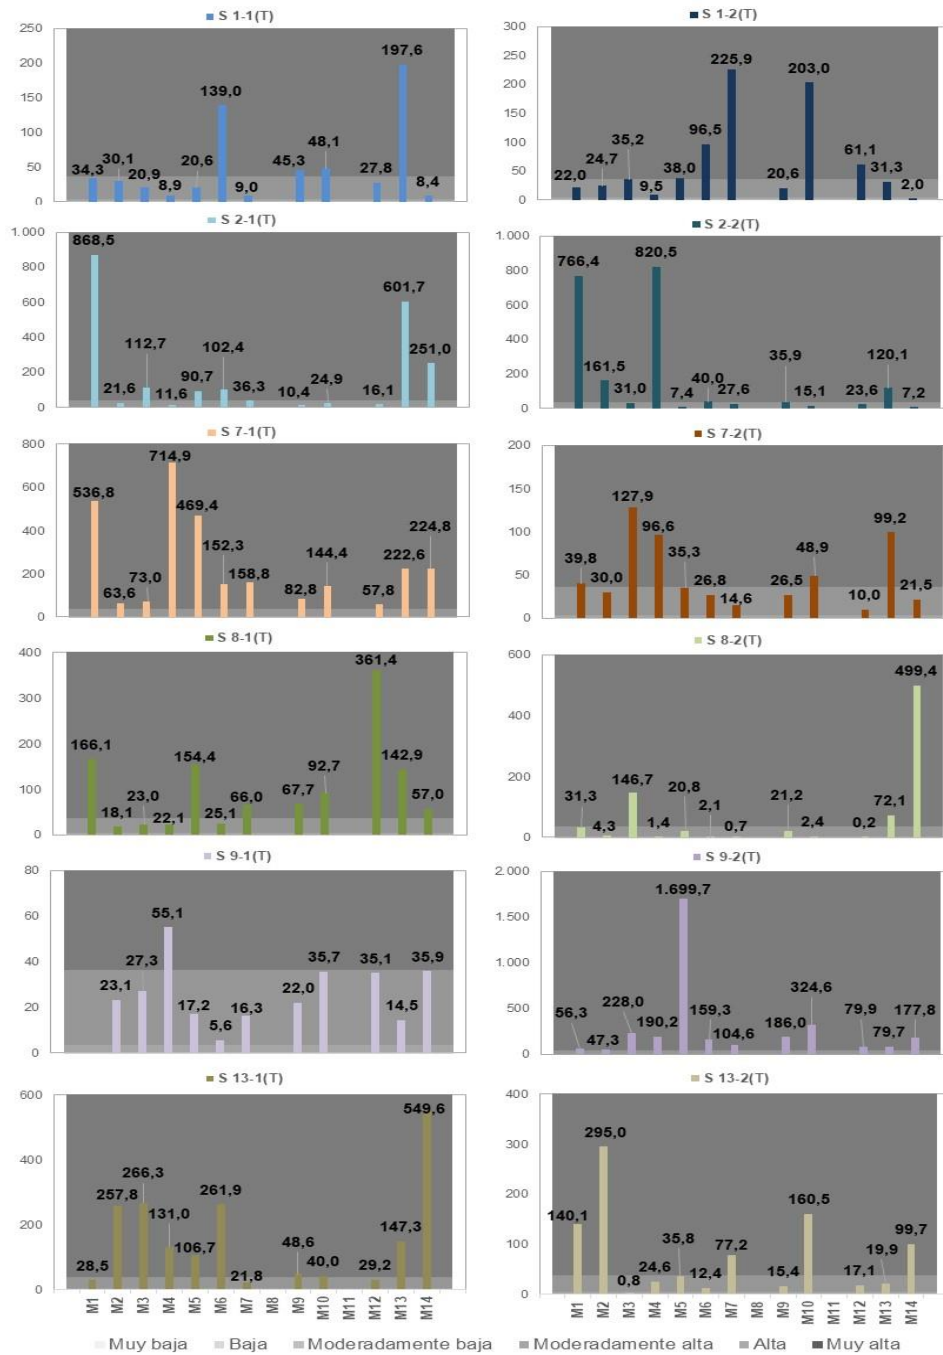 S 1-1(T)
250
200
150
100
50
0
34,3 30,1 20,9 8,9 20,6 139,0 9,0 45,3 48,1 27,8 197,6 8,4
S 1-2(T)
300
250
200
150
100
50
0
22,0 24,7 35,2 9,5 38,0 96,5 225,9 20,6 203,0 61,1 31,3 2,0
S 2-1(T)
1.000
800
600
400
200
0
868,5 21,6 112,7 11,6 90,7 102,4 36,3 10,4 24,9 16,1 601,7 251,0
S 2-2(T)
1.000
800
600
400
200
0
766,4 161,5 31,0 820,5 7,4 40,0 27,6 35,9 15,1 23,6 120,1 7,2
S 7-1(T)
800
600
400
200
0
536,8 63,6 73,0 714,9 469,4 152,3 158,8 82,8 144,4 57,8 222,6 224,8
S 7-2(T)
200
150
100
50
0
39,8 30,0 127,9 96,6 35,3 26,8 14,6 26,5 48,9 10,0 99,2 21,5
S 8-1(T)
400
300
200
100
0
166,1 18,1 23,0 22,1 154,4 25,1 66,0 67,7 92,7 361,4 142,9 57,0
S 8-2(T)
600
400
200
0
31,3 4,3 146,7 1,4 20,8 2,1 0,7 21,2 2,4 0,2 72,1 499,4
S 9-1(T)
80
60
40
20
0
23,1 27,3 55,1 17,2 5,6 16,3 22,0 35,7 35,1 14,5 35,9
S 9-2(T)
2.000
1.500
1.000
500
0
56,3 47,3 228,0 190,2 1.699,7 159,3 104,6 186,0 324,6 79,9 79,7 177,8
S 13-1(T)
600
400
200
0
28,5 257,8 266,3 131,0 106,7 261,9 21,8 48,6 40,0 29,2 147,3 549,6
M1 M2 M3 M4 M5 M6 M7 M8 M9 M10 M11 M12 M13 M14
S 13-2(T)
400
300
200
100
0
140,1 295,0 0,8 24,6 35,8 12,4 77,2 15,4 160,5 17,1 19,9 99,7
M1 M2 M3 M4 M5 M6 M7 M8 M9 M10 M11 M12 M13 M14
Muy baja Baja Moderadamente baja Moderadamente alta Alta Muy alta